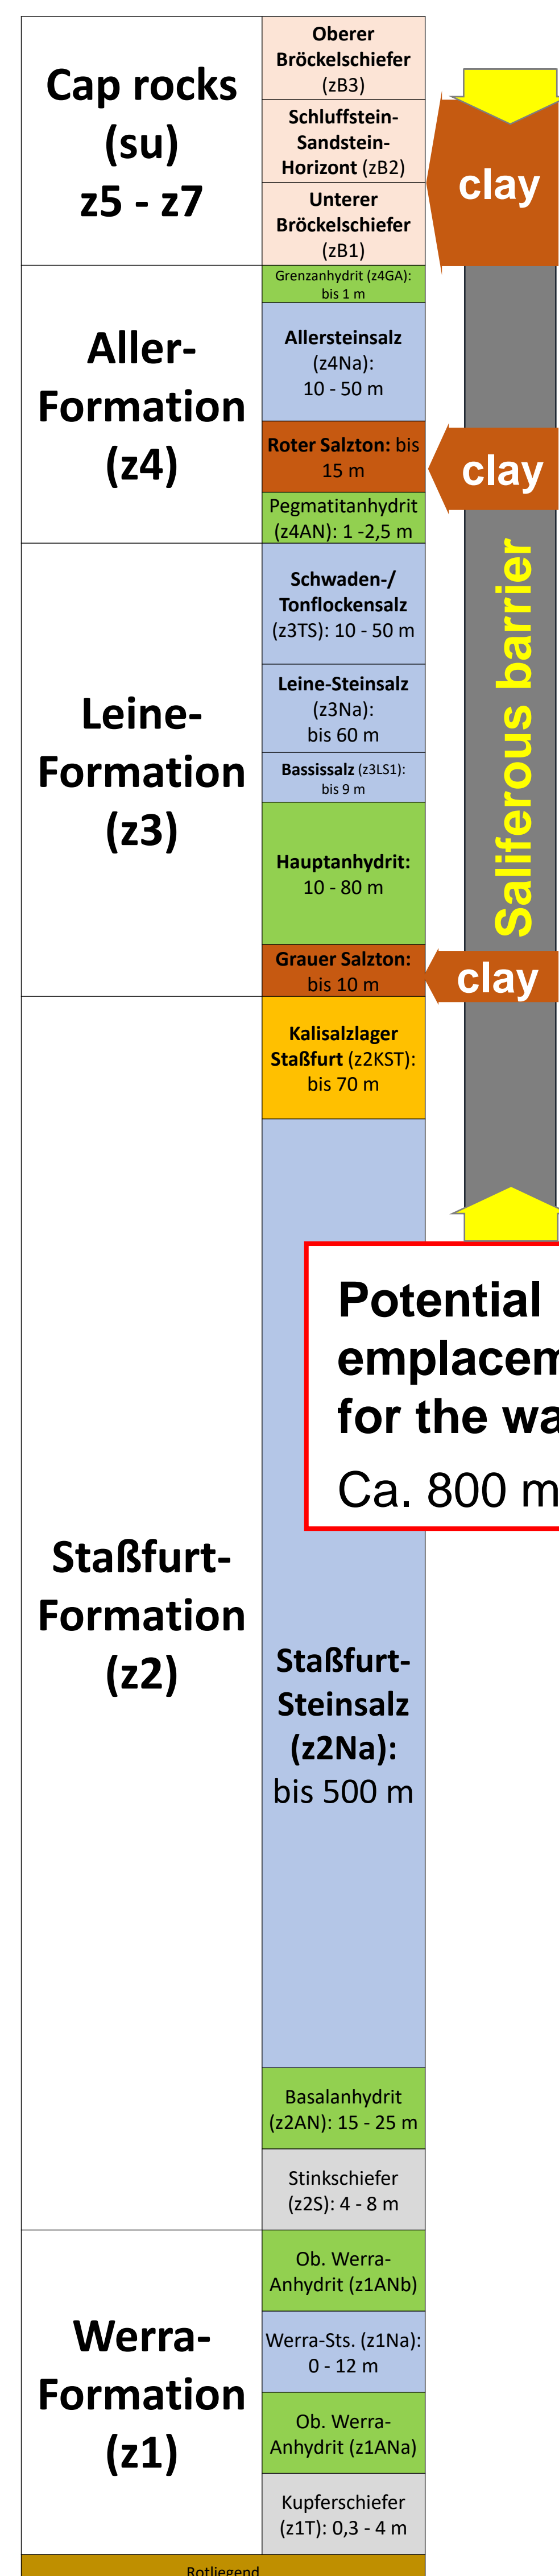 Cap rocks
(su)
z5 - z7
Oberer
Bröckelschiefer
(zB3)
Schluffstein-
Sandstein-
Horizont (zB2)
Unterer
Bröckelschiefer
(zB1)
clay
Aller-
Formation
(z4)
Grenzanhydrit (z4GA):
bis 1 m
Allersteinsalz
(z4Na):
10 - 50 m
Roter Salzton: bis
15 m
clay
Pegmatitanhydrit
(z4AN): 1 -2,5 m
Saliferous barrier
Leine-
Formation
(z3)
Schwaden-/
Tonflockensalz
(z3TS): 10 - 50 m
Leine-Steinsalz
(z3Na):
bis 60 m
Bassissalz (z3LS1):
bis 9 m
Hauptanhydrit:
10 - 80 m
Grauer Salzton:
bis 10 m
clay
Staßfurt-
Formation
(z2)
Kalisalzlager
Staßfurt (z2KST):
bis 70 m
Potential
for the
Ca. 800 m
Staßfurt-
Steinsalz
(z2Na):
bis 500 m
Basalanhydrit
(z2AN): 15 - 25 m
Stinkschiefer
(z2S): 4 - 8 m
Werra-
Formation
(z1)
Ob. Werra-
Anhydrit (z1ANb)
Werra-Sts. (z1Na):
0 - 12 m
Ob. Werra-
Anhydrit (z1ANa)
Kupferschiefer
(z1T): 0,3 - 4 m
Rotliegend